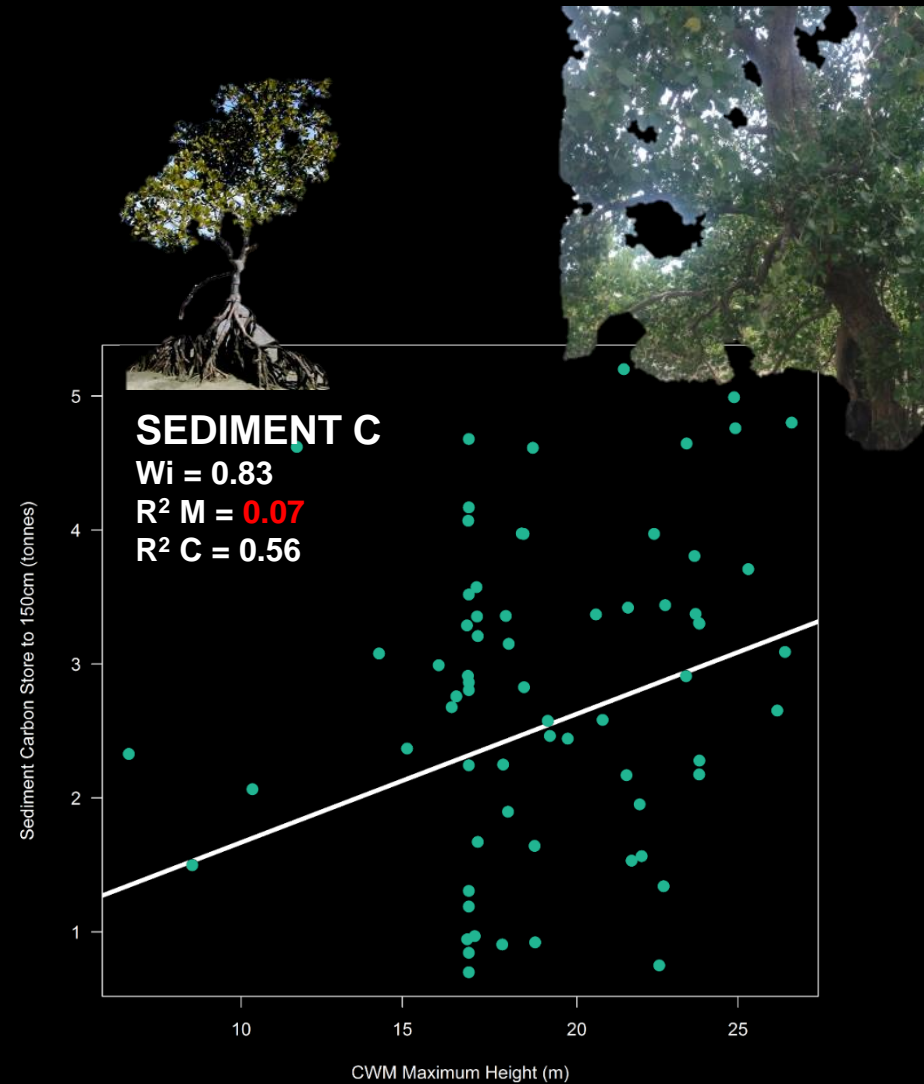 SEDIMENT C
Wi = 0.83
R² M = 0.07
R² C = 0.56
Sediment Carbon Store to 150cm (tonnes)
5
4
3
2
1
10 15 20 25
CWM Maximum Height (m)